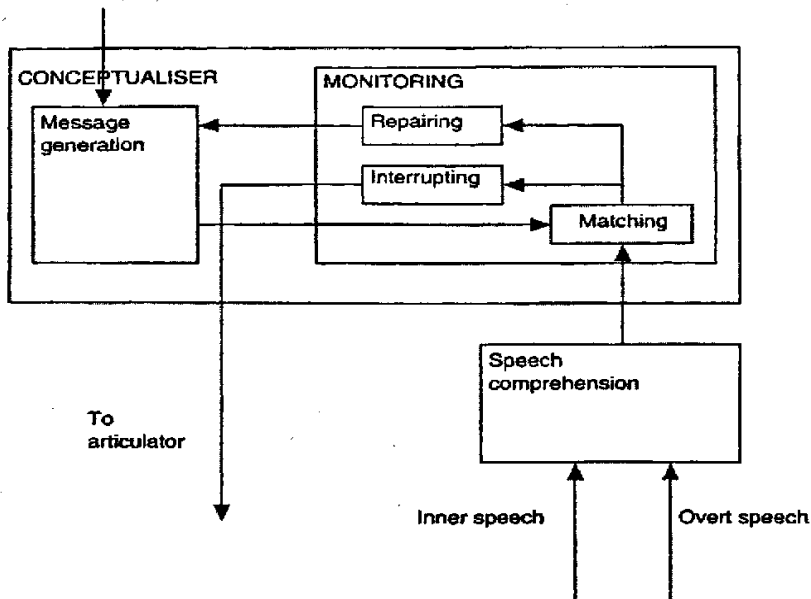 CONCEPTUALISER
MONITORING
Message
generation
Repairing
Interrupting
Matching
Speech
comprehension
To
articulator
Inner speech
Overt speech